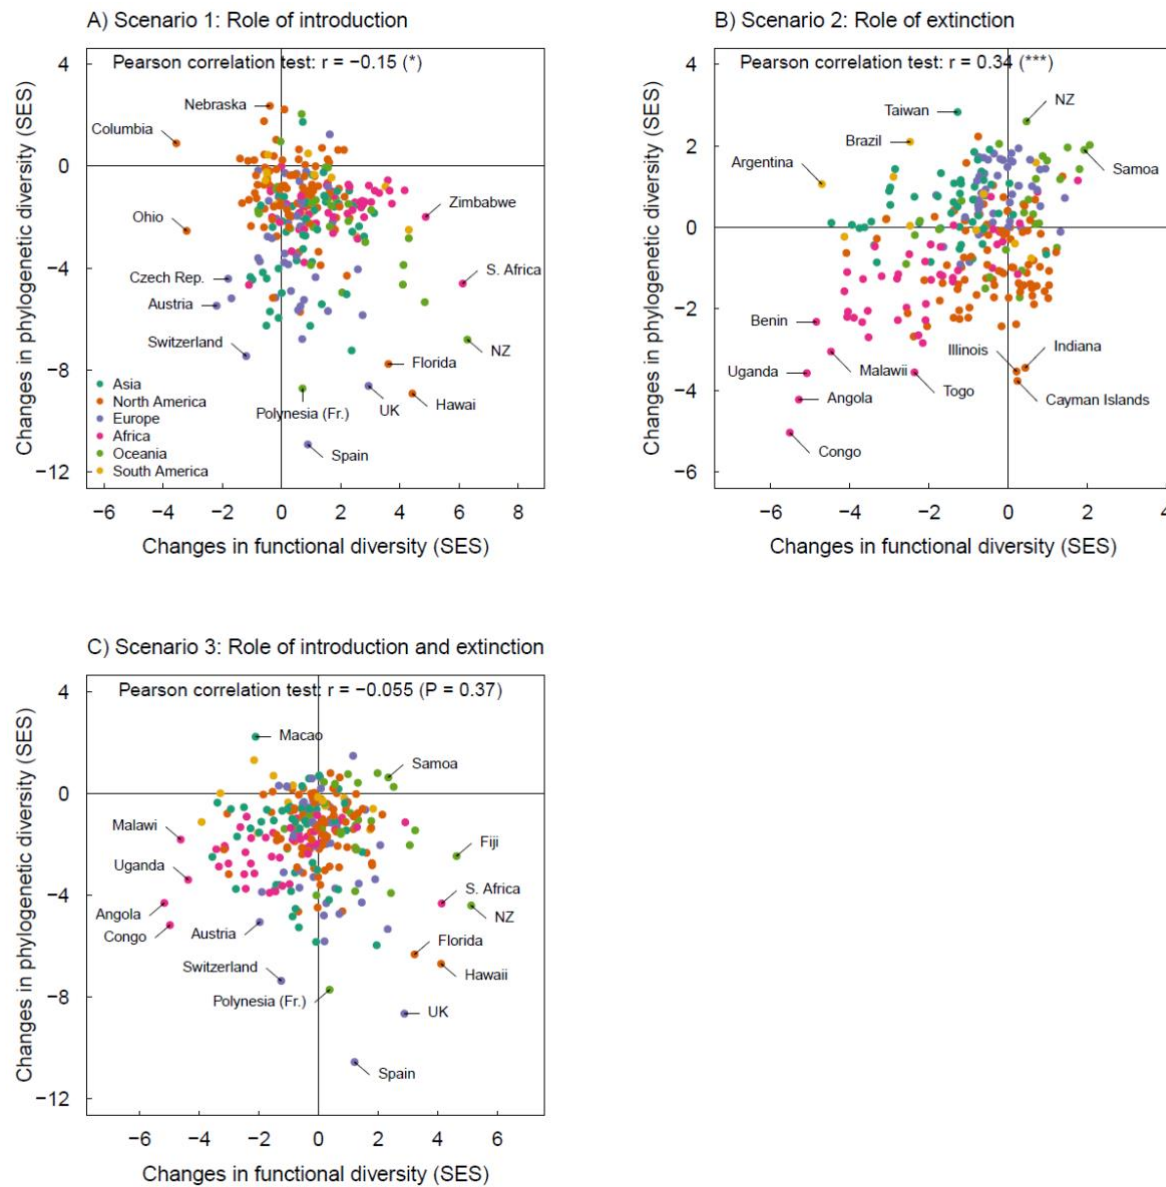 A) Scenario 1: Role of introduction
Pearson correlation test: r = −0.15 (*)
Changes in phylogenetic diversity (SES)
4
0
−4
−8
−12
Nebraska
Columbia
Ohio
Zimbabwe
Czech Rep.
S. Africa
Austria
Switzerland
NZ
Florida
Polynesia (Fr.)
UK
Hawai
Spain
Asia
North America
Europe
Africa
Oceania
South America
−6 −4 −2 0 2 4 6 8
Changes in functional diversity (SES)
B) Scenario 2: Role of extinction
Pearson correlation test: r = 0.34 (***)
Changes in phylogenetic diversity (SES)
4
2
0
−2
−4
−6
Taiwan
NZ
Brazil
Argentina
Samoa
Benin
Illinois
Indiana
Uganda
Malawii
Togo
Angola
Cayman Islands
Congo
−6 −4 −2 0 2 4
Changes in functional diversity (SES)
C) Scenario 3: Role of introduction and extinction
Pearson correlation test: r = −0.055 (P = 0.37)
Changes in phylogenetic diversity (SES)
4
0
−4
−8
−12
Macao
Samoa
Malawi
Fiji
Uganda
S. Africa
Angola
NZ
Congo
Austria
Florida
Switzerland
Hawaii
Polynesia (Fr.)
UK
Spain
−6 −4 −2 0 2 4 6
Changes in functional diversity (SES)